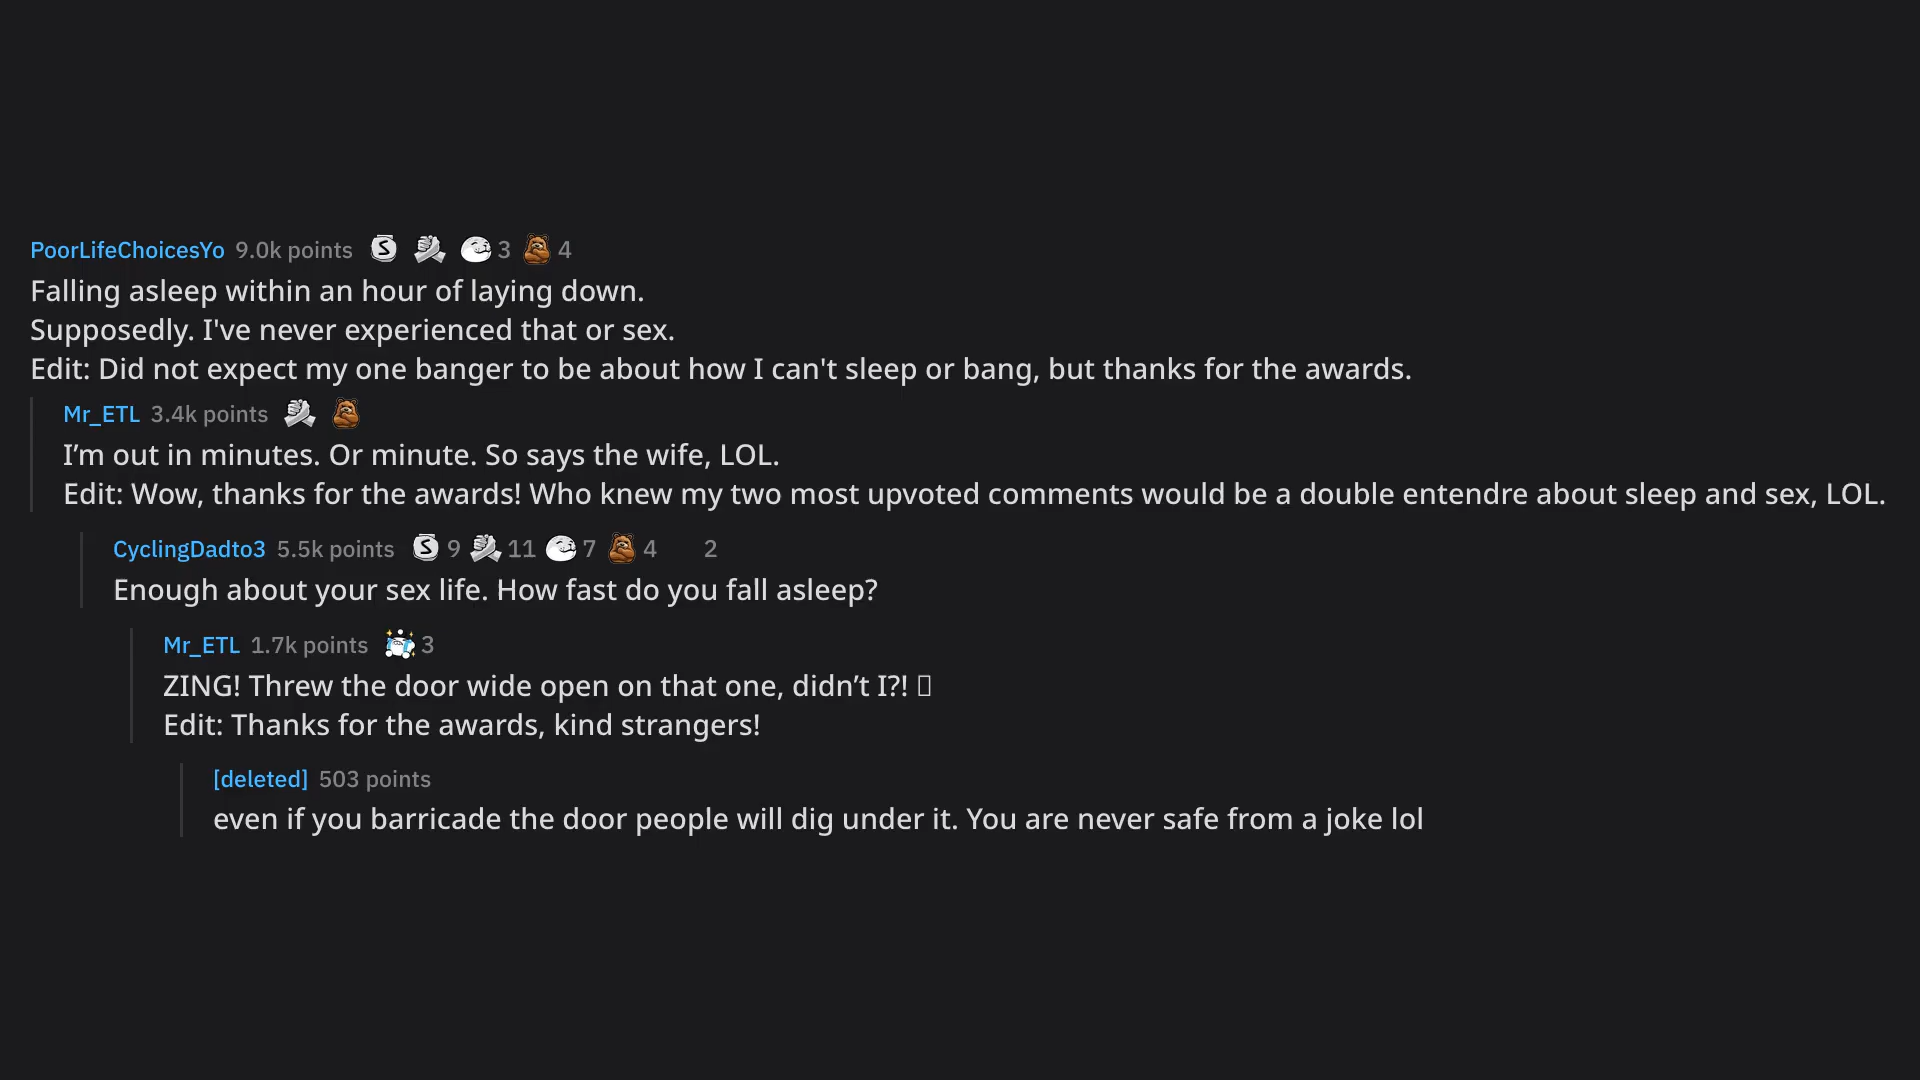 PoorLifeChoicesYo 9.0k points S 3 4
Falling asleep within an hour of laying down.
Supposedly. I've never experienced that or sex.
Edit: Did not expect my one banger to be about how I can't sleep or bang, but thanks for the awards.
Mr_ETL 3.4k points
I’m out in minutes. Or minute. So says the wife, LOL.
Edit: Wow, thanks for the awards! Who knew my two most upvoted comments would be a double entendre about sleep and sex, LOL.
CyclingDadto3 5.5k points S 9 11 7 4 2
Enough about your sex life. How fast do you fall asleep?
Mr_ETL 1.7k points 3
ZING! Threw the door wide open on that one, didn’t I?!
Edit: Thanks for the awards, kind strangers!
[deleted] 503 points
even if you barricade the door people will dig under it. You are never safe from a joke lol